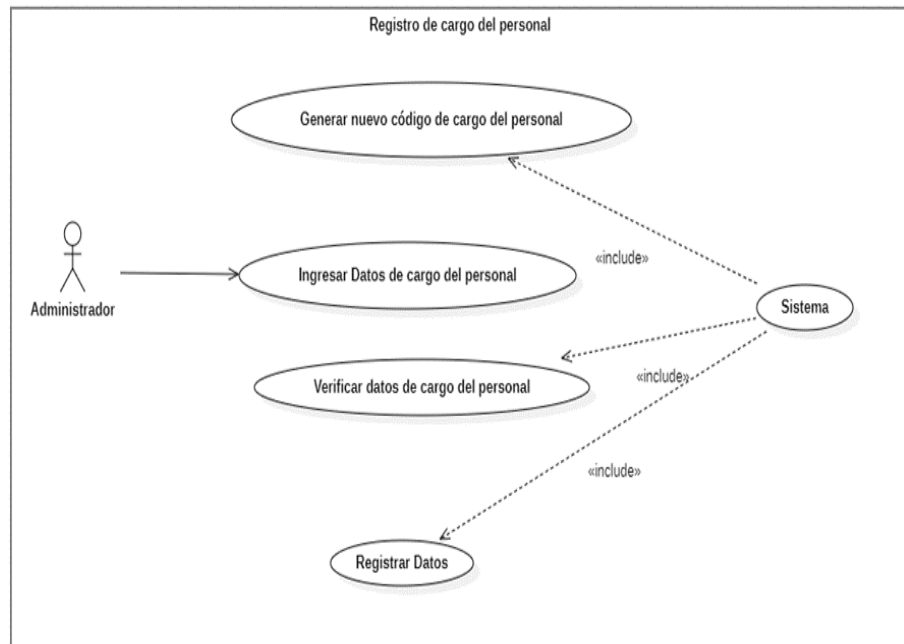 Registro de cargo del personal
Generar nuevo código de cargo del personal
«include»
Ingresar Datos de cargo del personal
Administrador
Sistema
«include»
Verificar datos de cargo del personal
«include»
Registrar Datos